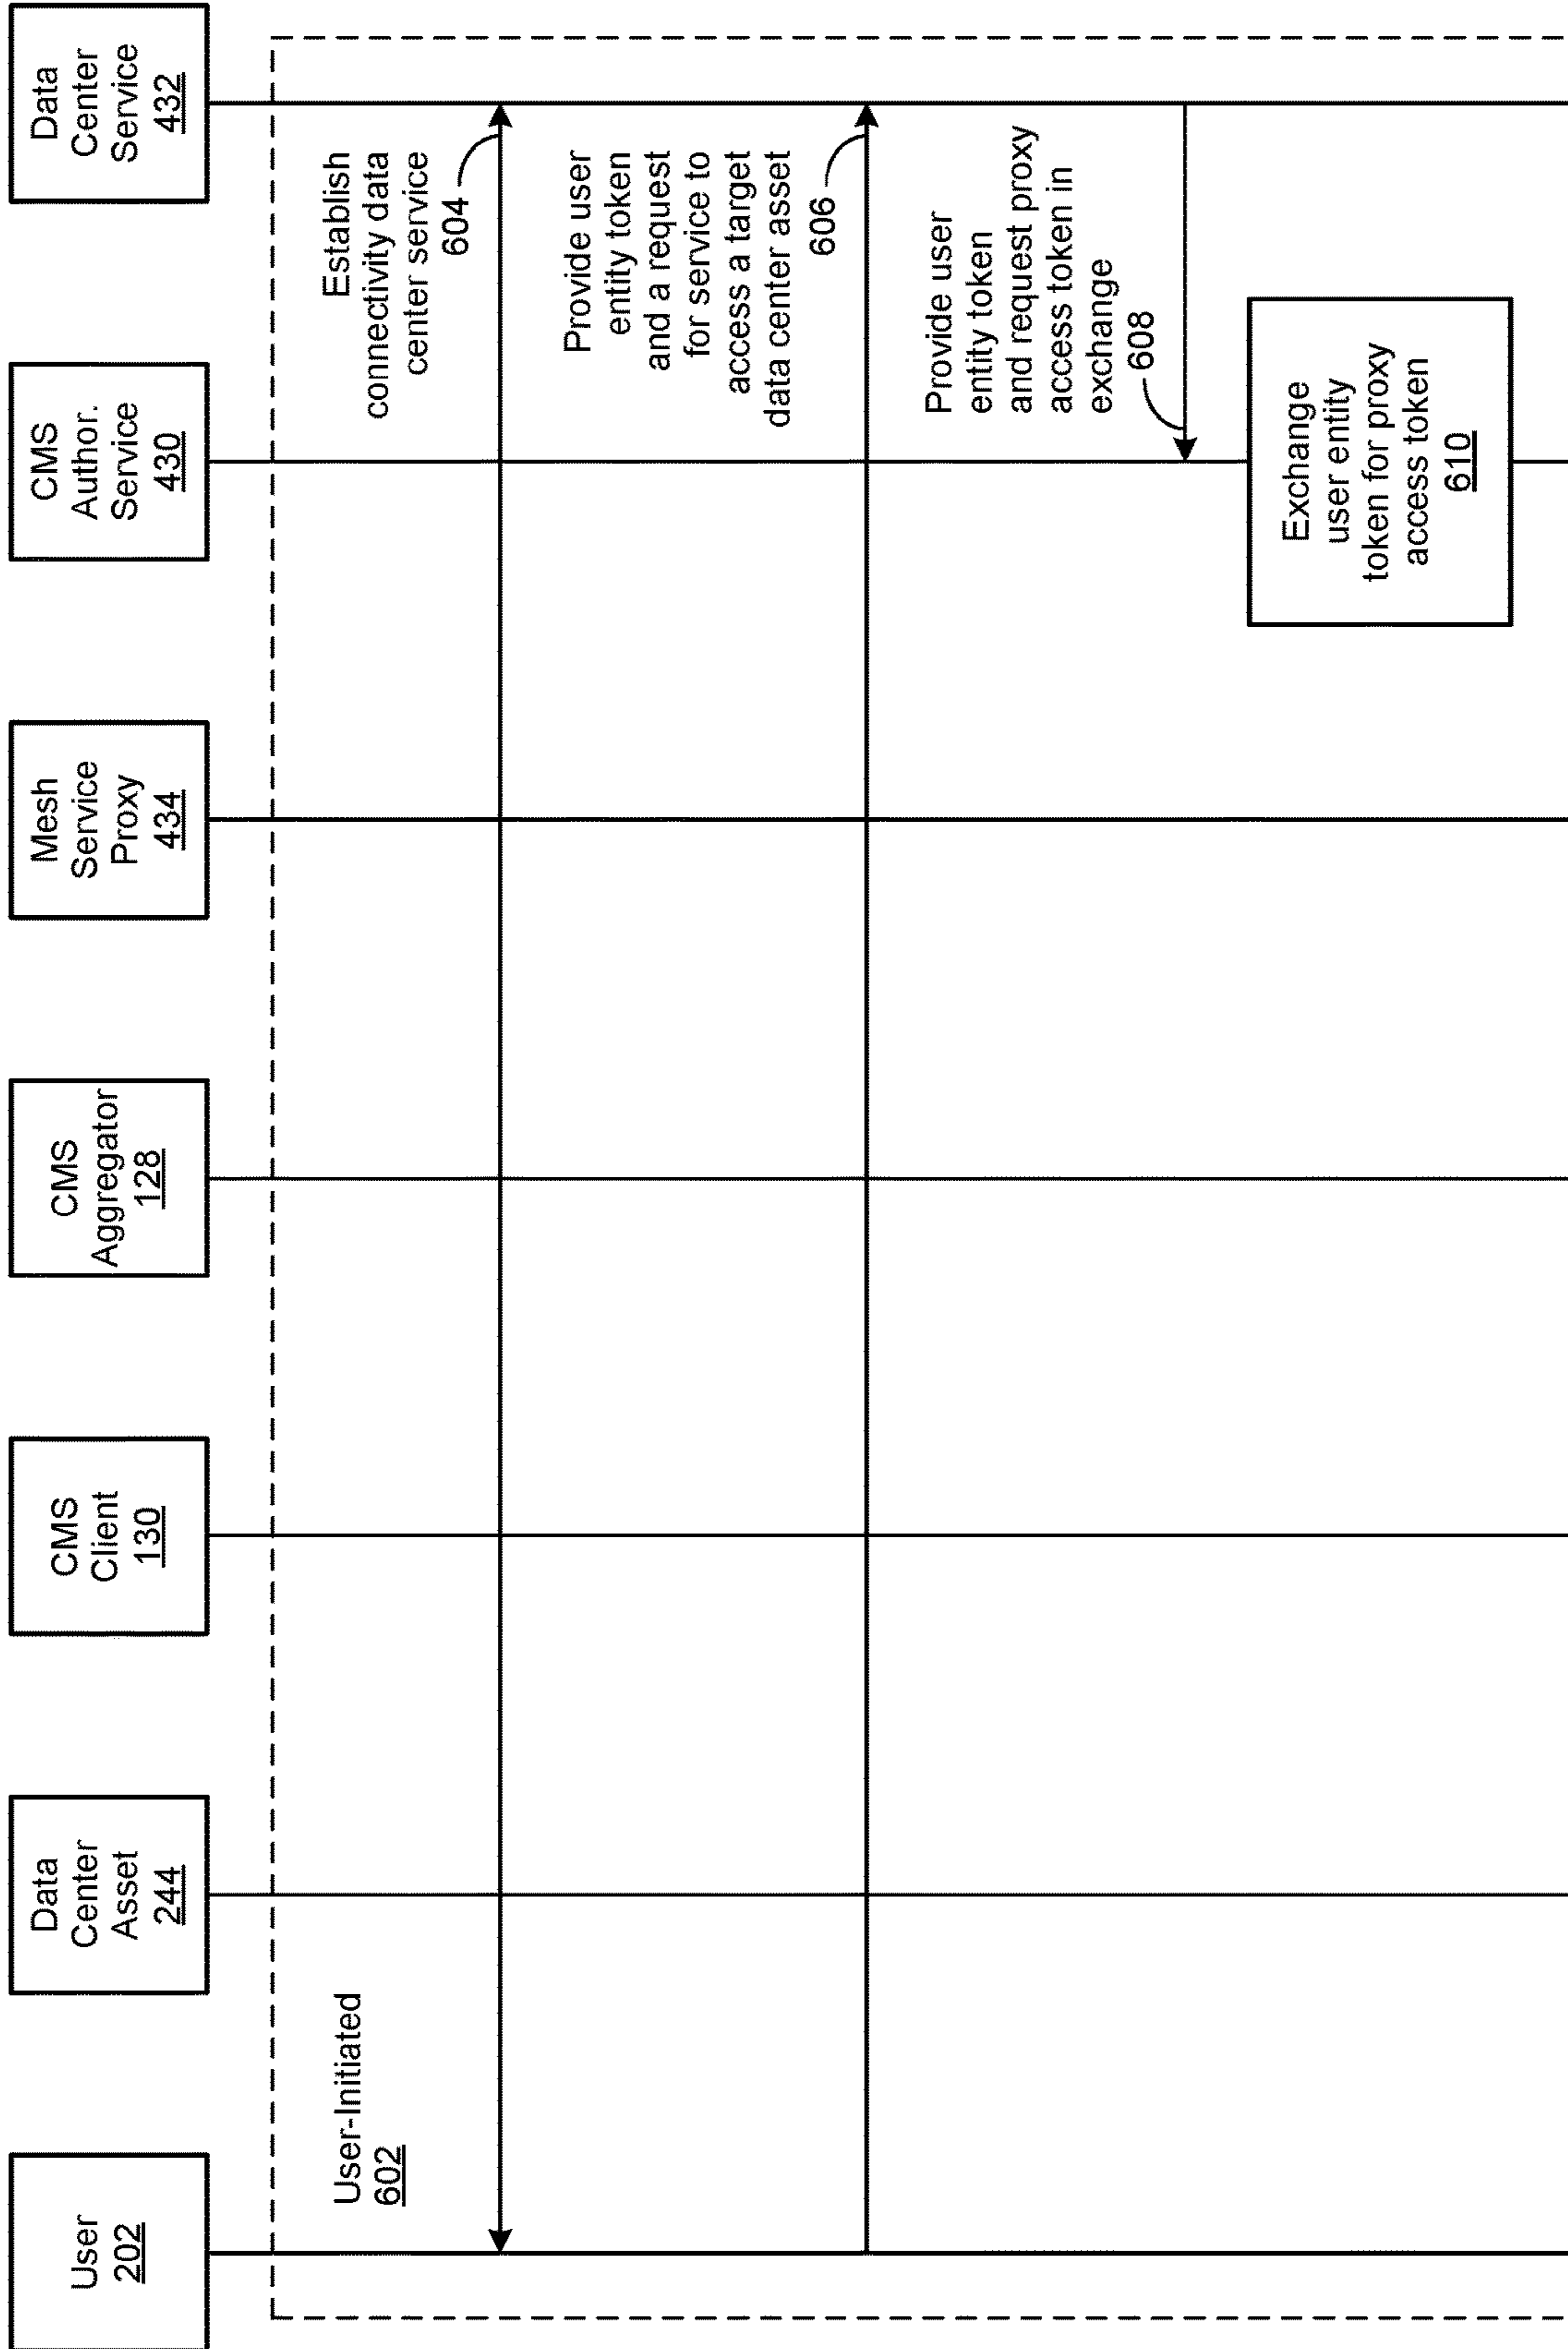 User
202
Data
Center
Asset
244
CMS
Client
130
CMS
Aggregator
128
Mesh
Service
Proxy
434
CMS
Author.
Service
430
Data
Center
Service
432
User-Initiated
602
Establish
connectivity data
center service
604
Provide user
entity token
and a request
for service to
access a target
data center asset
606
Provide user
entity token
and request proxy
access token in
exchange
608
Exchange
user entity
token for proxy
access token
610